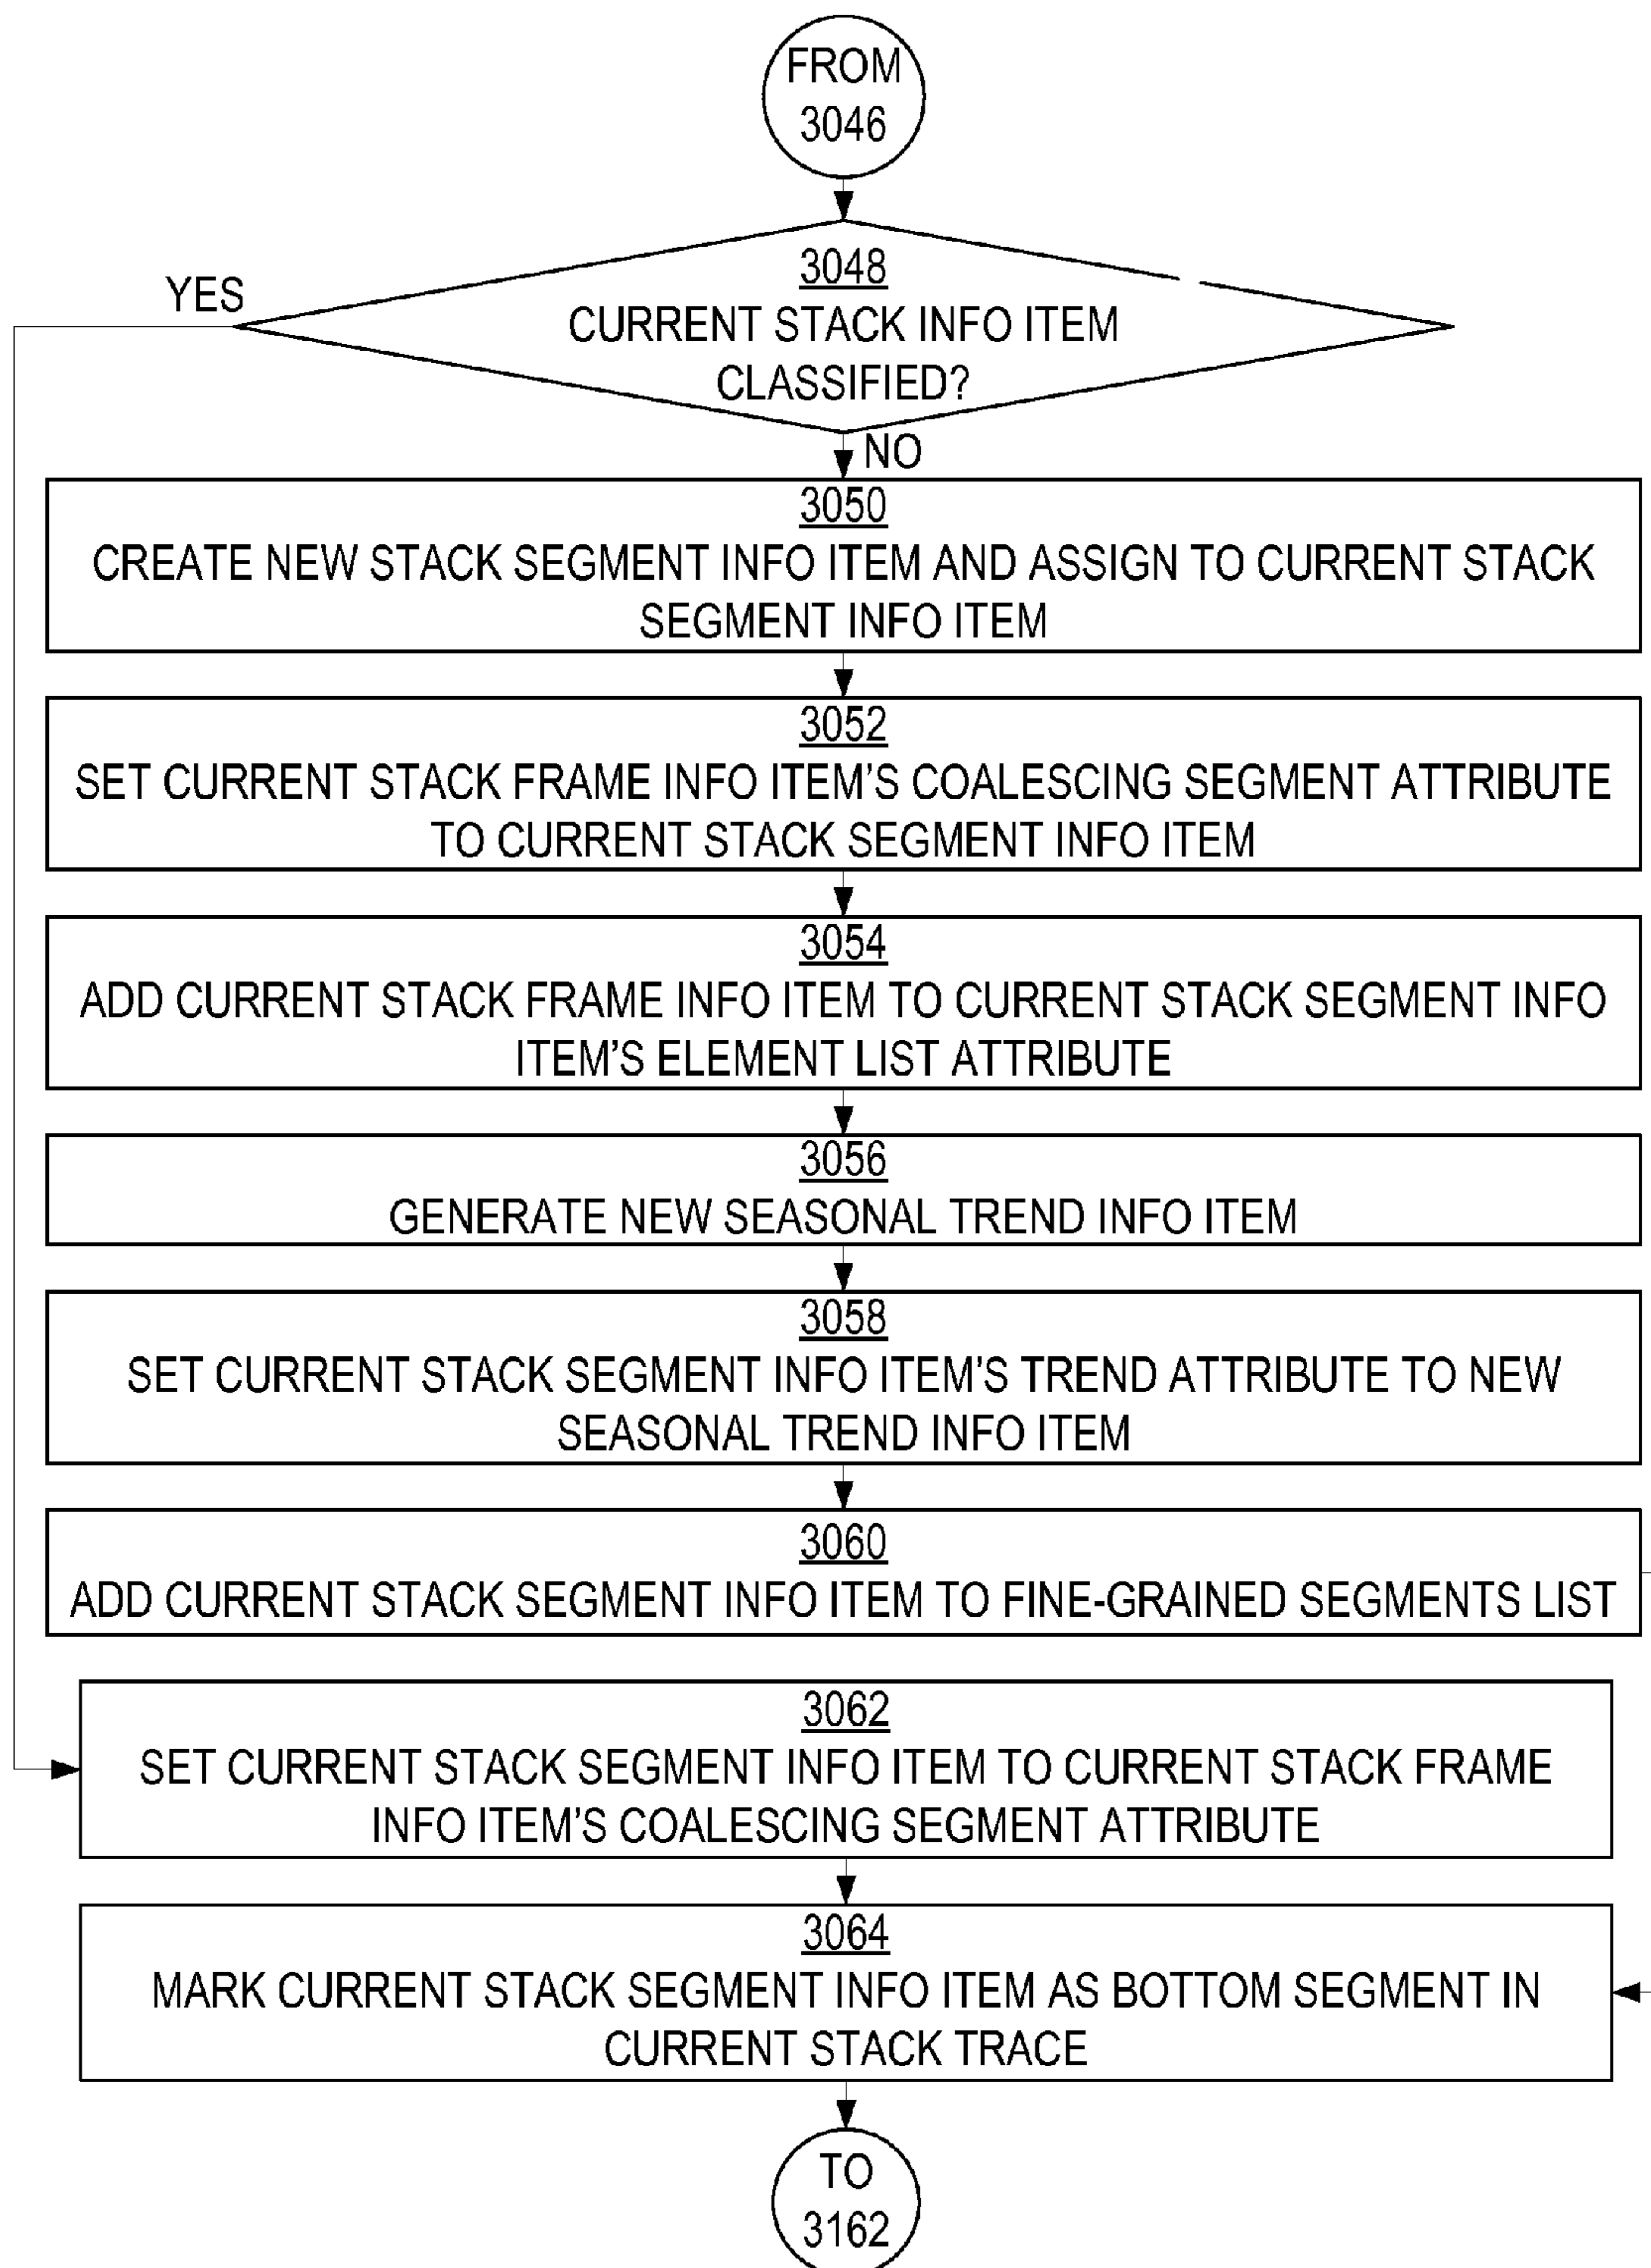 FROM
3046
3048
CURRENT STACK INFO ITEM
CLASSIFIED?
YES
NO
3050
CREATE NEW STACK SEGMENT INFO ITEM AND ASSIGN TO CURRENT STACK
SEGMENT INFO ITEM
3052
SET CURRENT STACK FRAME INFO ITEM'S COALESCING SEGMENT ATTRIBUTE
TO CURRENT STACK SEGMENT INFO ITEM
3054
ADD CURRENT STACK FRAME INFO ITEM TO CURRENT STACK SEGMENT INFO
ITEM'S ELEMENT LIST ATTRIBUTE
3056
GENERATE NEW SEASONAL TREND INFO ITEM
3058
SET CURRENT STACK SEGMENT INFO ITEM'S TREND ATTRIBUTE TO NEW
SEASONAL TREND INFO ITEM
3060
ADD CURRENT STACK SEGMENT INFO ITEM TO FINE-GRAINED SEGMENTS LIST
3062
SET CURRENT STACK SEGMENT INFO ITEM TO CURRENT STACK FRAME
INFO ITEM'S COALESCING SEGMENT ATTRIBUTE
3064
MARK CURRENT STACK SEGMENT INFO ITEM AS BOTTOM SEGMENT IN
CURRENT STACK TRACE
TO
3162